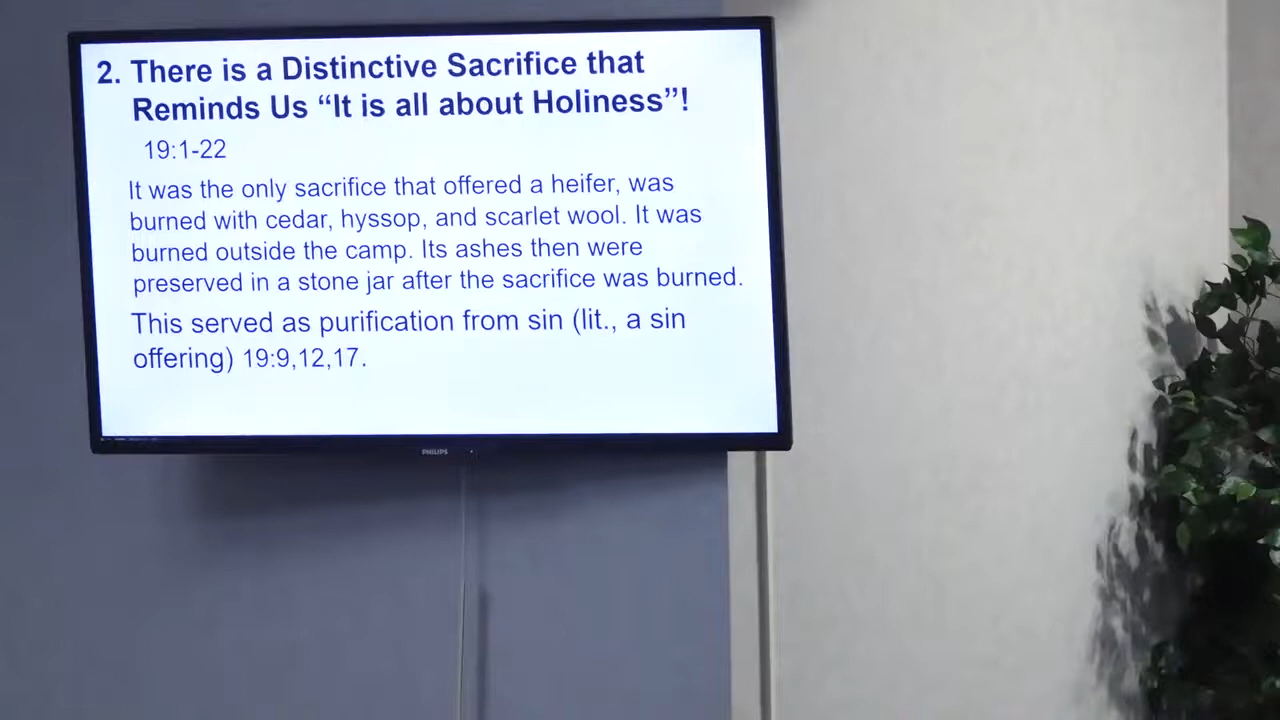 2. There is a Distinctive Sacrifice that
Reminds Us “It is all about Holiness”!
19:1-22
It was the only sacrifice that offered a heifer, was
burned with cedar, hyssop, and scarlet wool. It was
burned outside the camp. Its ashes then were
preserved in a stone jar after the sacrifice was burned.
This served as purification from sin (lit., a sin
offering) 19:9,12,17.
PHILIPS